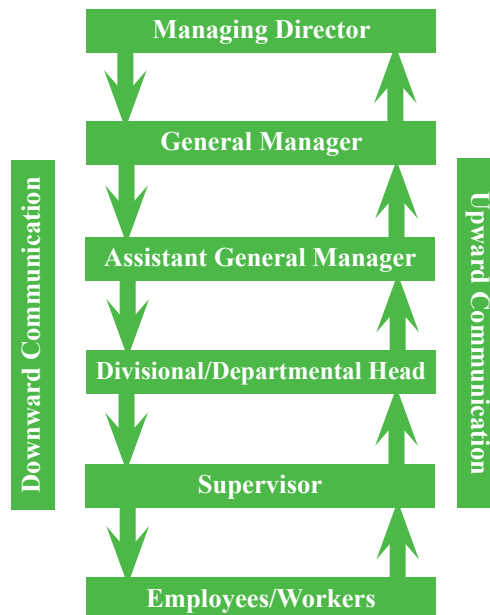 Managing Director
General Manager
Assistant General Manager
Divisional/Departmental Head
Supervisor
Employees/Workers
Downward Communication
Upward Communication